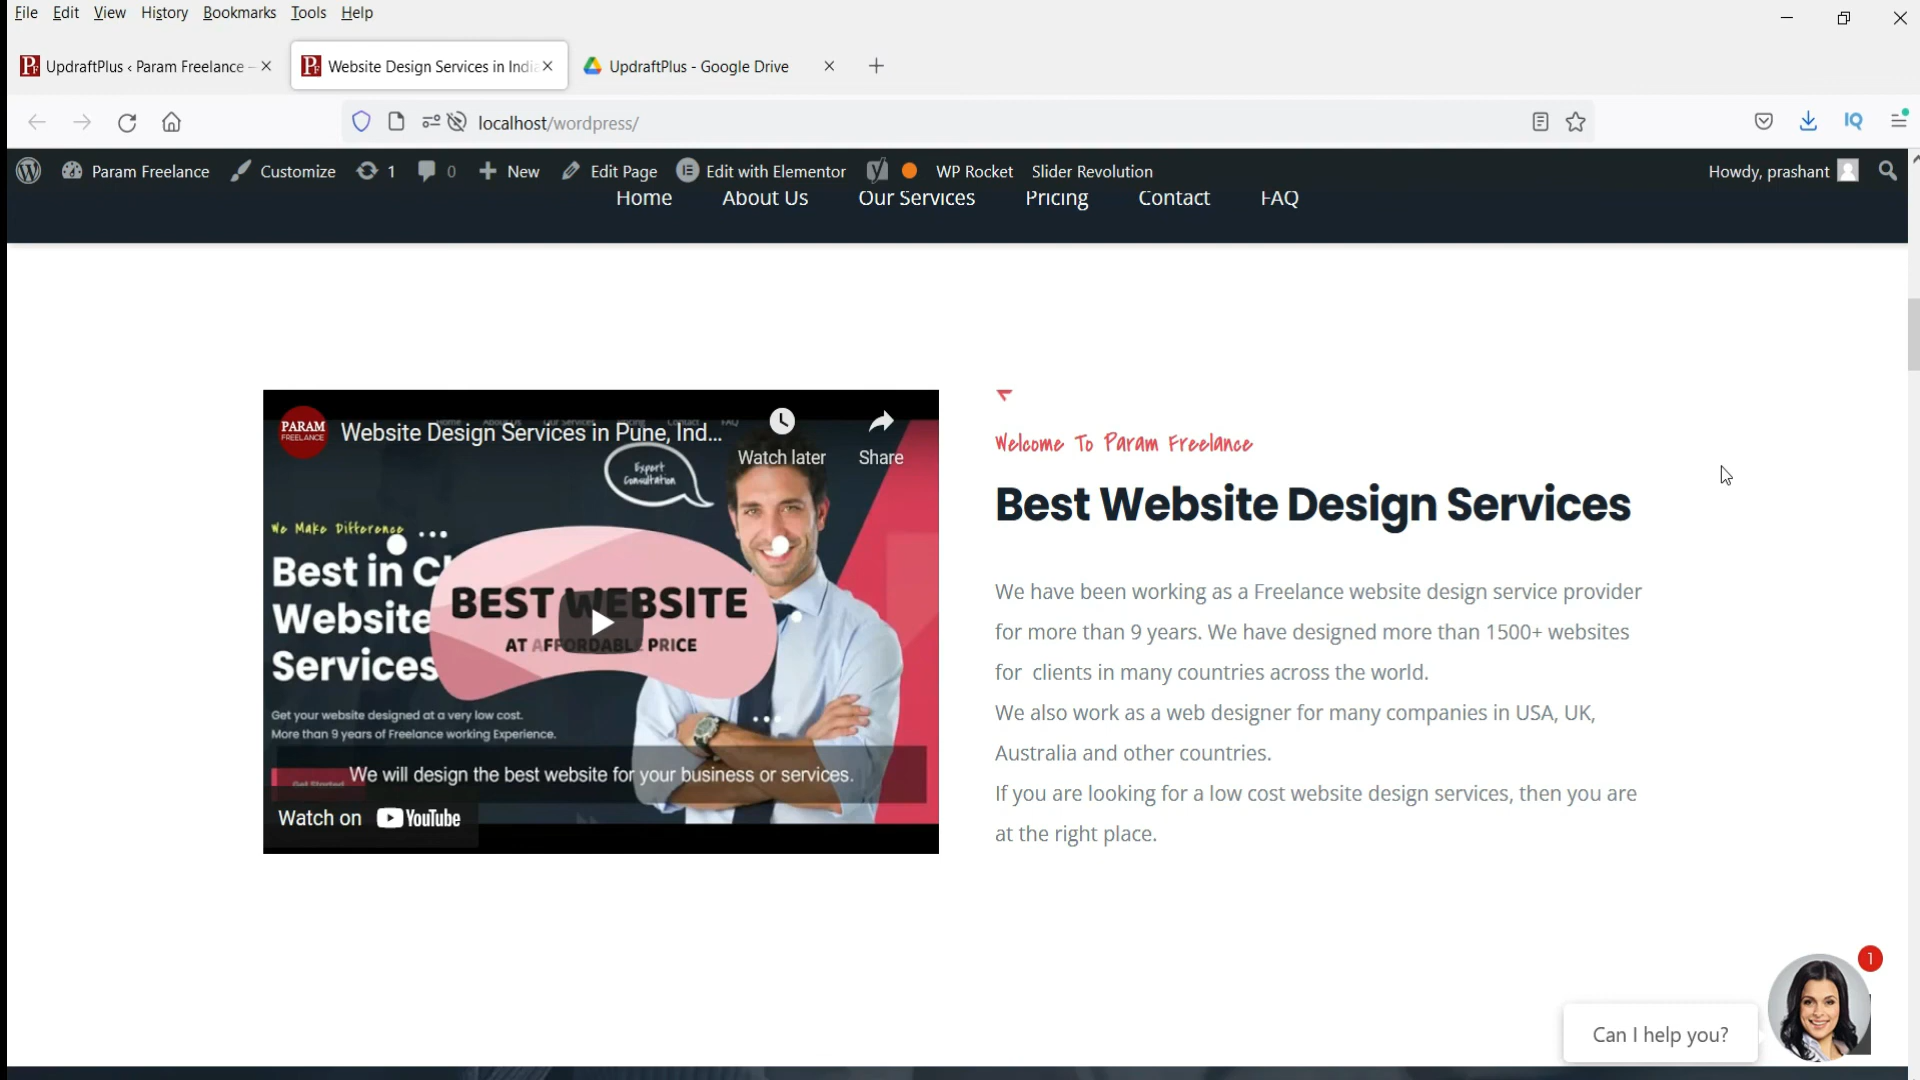 File Edit View History Bookmarks Tools Help
UpdraftPlus ‹ Param Freelance –
Website Design Services in India
UpdraftPlus - Google Drive
localhost/wordpress/
IQ
Param Freelance Customize 1 0 New Edit Page Edit with Elementor WP Rocket Slider Revolution Howdy, prashant
Home About Us Our Services Pricing Contact FAQ
PARAM
FREELANCE
Website Design Services in Pune, Ind...
Watch later
Share
Expert
Consultation
We Make Difference
Best in Cl
Website
Services
BEST WEBSITE
AT AFFORDABLE PRICE
Get your website designed at a very low cost.
More than 9 years of Freelance working Experience.
Get Started
We will design the best website for your business or services.
Watch on YouTube
Welcome To Param Freelance
Best Website Design Services
We have been working as a Freelance website design service provider
for more than 9 years. We have designed more than 1500+ websites
for clients in many countries across the world.
We also work as a web designer for many companies in USA, UK,
Australia and other countries.
If you are looking for a low cost website design services, then you are
at the right place.
1
Can I help you?